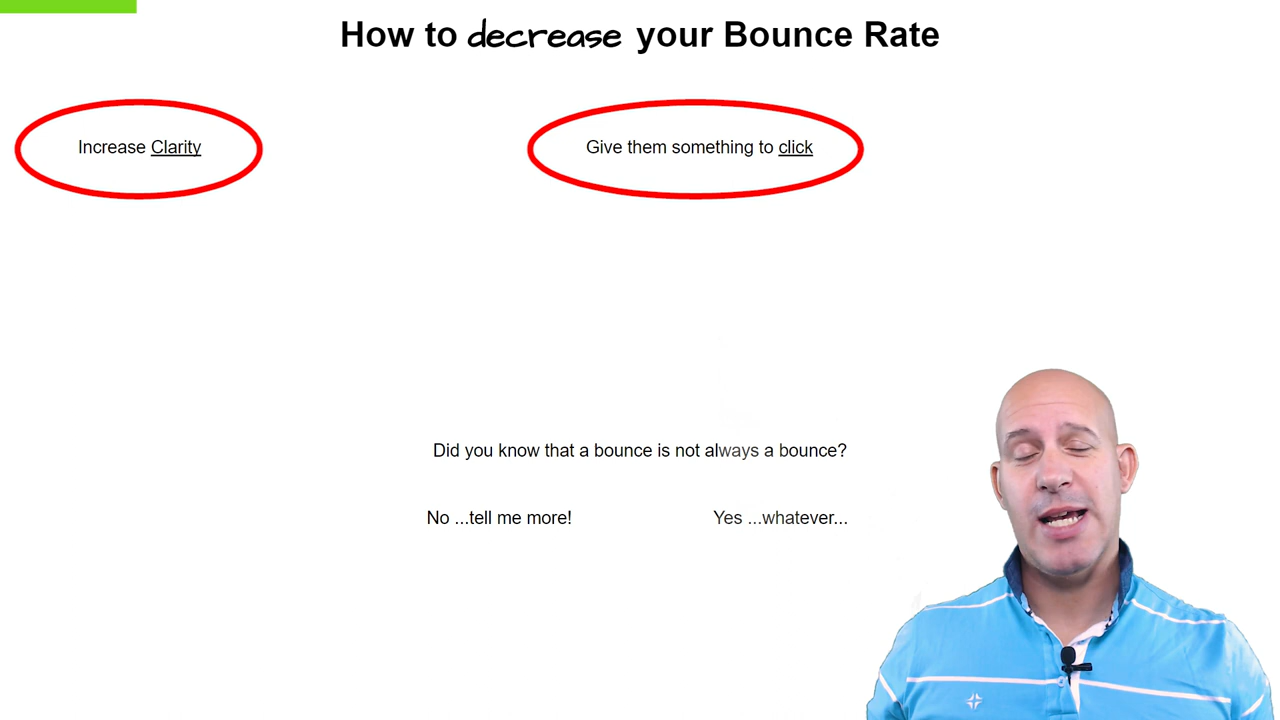 How to decrease your Bounce Rate
Increase Clarity
Give them something to click
Did you know that a bounce is not always a bounce?
No ...tell me more!
Yes ...whatever...